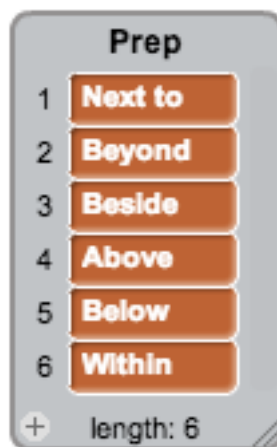 Prep
1 Next to
2 Beyond
3 Beside
4 Above
5 Below
6 Within
+ length: 6